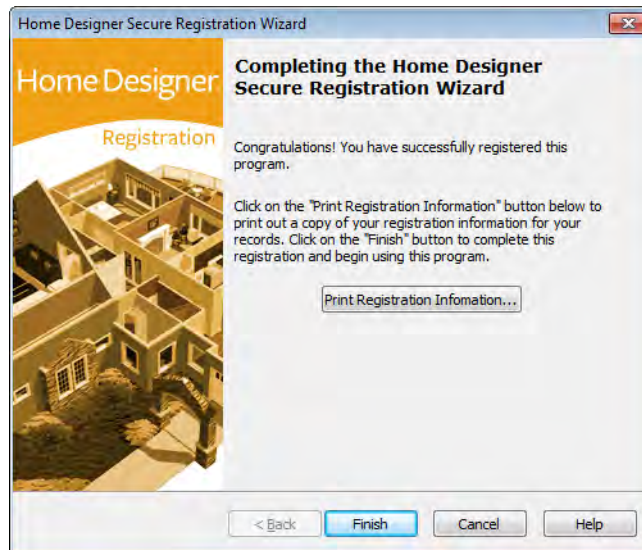 Home Designer Secure Registration Wizard
Home Designer
Registration
Completing the Home Designer
Secure Registration Wizard
Congratulations! You have successfully registered this
program.
Click on the "Print Registration Information" button below to
print out a copy of your registration information for your
records. Click on the "Finish" button to complete this
registration and begin using this program.
Print Registration Infomation...
< Back
Finish
Cancel
Help